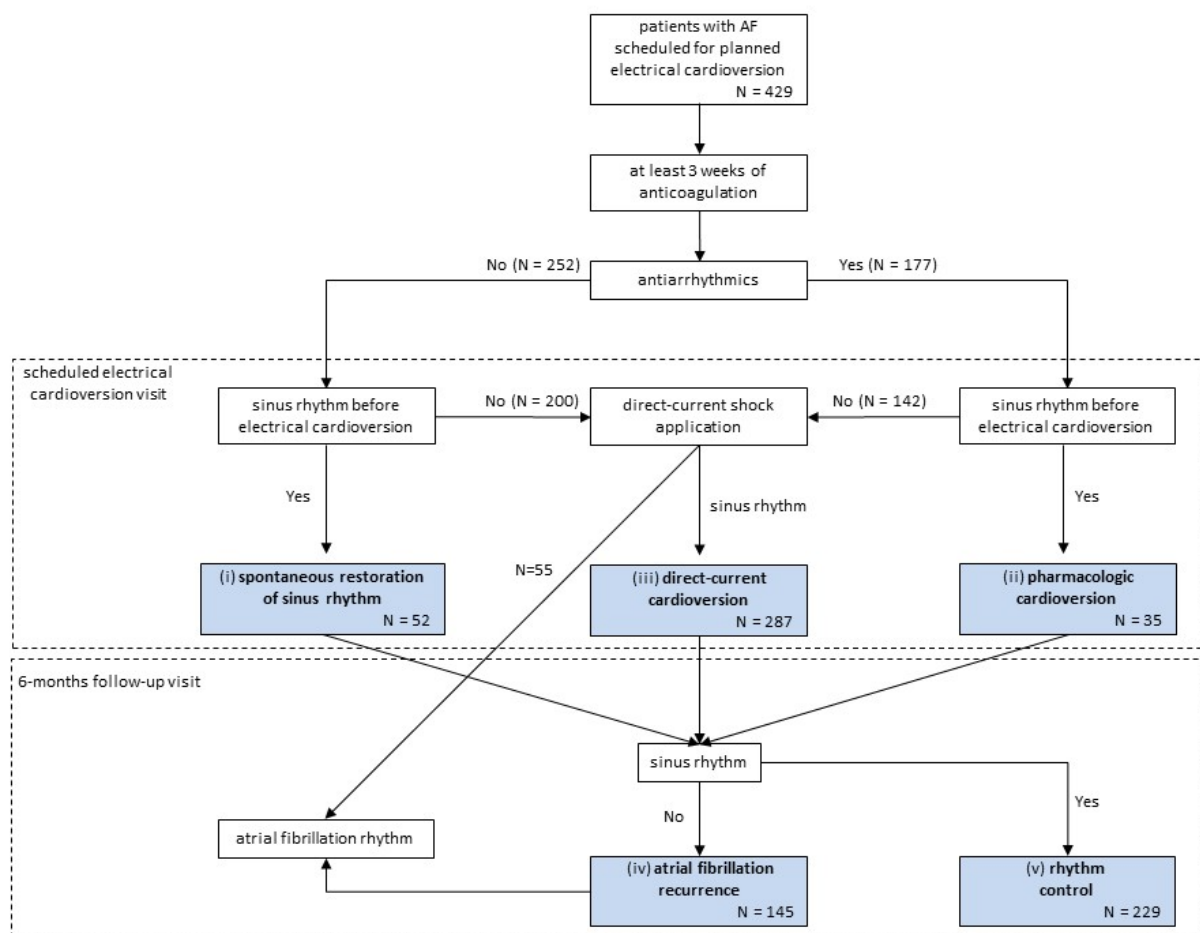 patients with AF
scheduled for planned
electrical cardioversion
N = 429
at least 3 weeks of
anticoagulation
No (N = 252)
antiarrhythmics
Yes (N = 177)
scheduled electrical
cardioversion visit
sinus rhythm before
electrical cardioversion
No (N = 200)
direct-current shock
application
No (N = 142)
sinus rhythm before
electrical cardioversion
Yes
sinus rhythm
Yes
N=55
(i) spontaneous restoration
of sinus rhythm
N = 52
(iii) direct-current
cardioversion
N = 287
(ii) pharmacologic
cardioversion
N = 35
6-months follow-up visit
sinus rhythm
No
Yes
atrial fibrillation rhythm
(iv) atrial fibrillation
recurrence
N = 145
(v) rhythm
control
N = 229